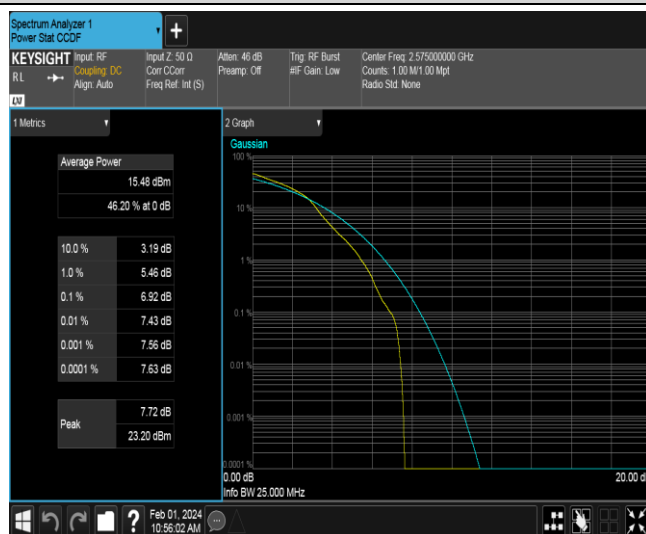 Spectrum Analyzer 1
Power Stat CCDF
+
KEYSIGHT
RL
LXI
Input: RF
Coupling: DC
Align: Auto
Input Z: 50 Ω
Corr CCorr
Freq Ref: Int (S)
Atten: 46 dB
Preamp: Off
Trig: RF Burst
#IF Gain: Low
Center Freq: 2.575000000 GHz
Counts: 1.00 M/1.00 Mpt
Radio Std: None
1 Metrics
Average Power
15.48 dBm
46.20 % at 0 dB
10.0 % 3.19 dB
1.0 % 5.46 dB
0.1 % 6.92 dB
0.01 % 7.43 dB
0.001 % 7.56 dB
0.0001 % 7.63 dB
Peak
7.72 dB
23.20 dBm
2 Graph
Gaussian
100 %
10 %
1 %
0.1 %
0.01 %
0.001 %
0.0001 %
0.00 dB
20.00 d
Info BW 25.000 MHz
?
Feb 01, 2024
10:56:02 AM